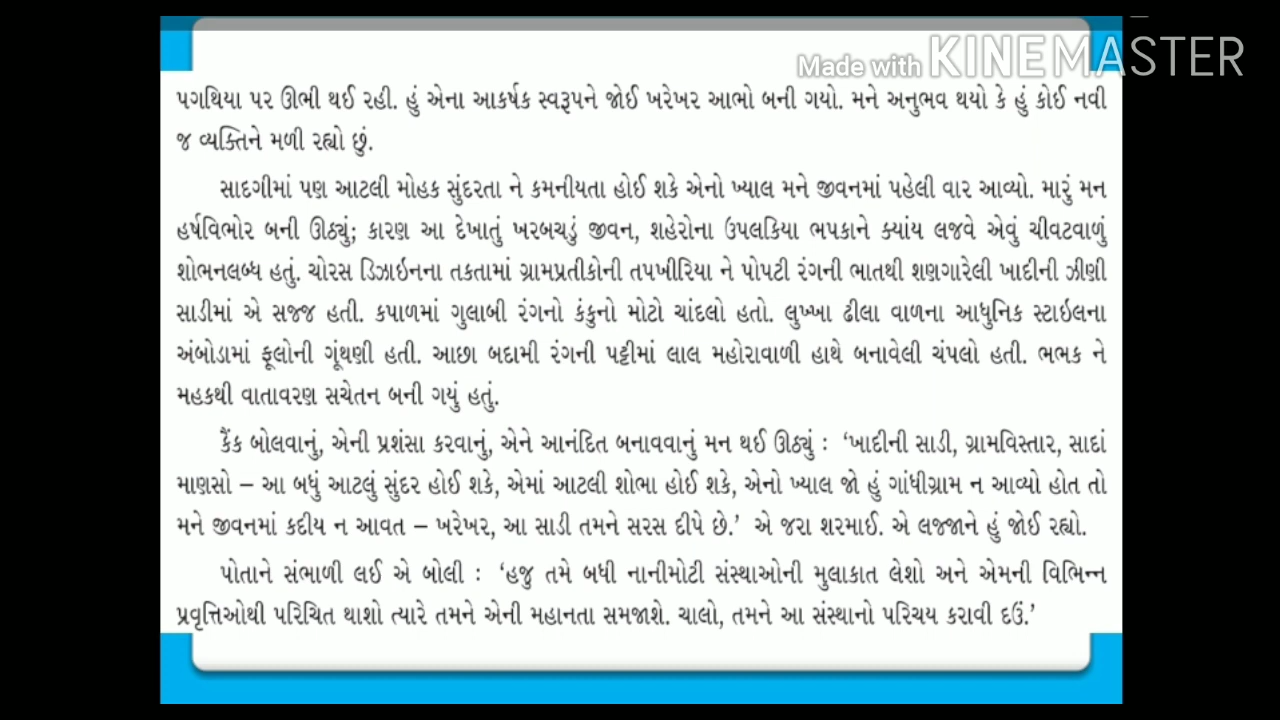 Made with KINEMASTER
પગથિયા પર ઊભી થઈ રહી. હું એના આકર્ષક સ્વરૂપને જોઈ ખરેખર આભો બની ગયો. મને અનુભવ થયો કે હું કોઈ નવી
જ વ્યક્તિને મળી રહ્યો છું.
સાદગીમાં પણ આટલી મોહક સુંદરતા ને કમનીયતા હોઈ શકે એનો ખ્યાલ મને જીવનમાં પહેલી વાર આવ્યો. મારું મન
હર્ષવિભોર બની ઊઠ્યું; કારણ આ દેખાતું ખરબચડું જીવન, શહેરોના ઉપલકિયા ભપકાને ક્યાંય લજવે એવું ચીવટવાળું
શોભનલબ્ધ હતું. ચોરસ ડિઝાઇનના તકતામાં ગ્રામપ્રતીકોની તપખીરિયા ને પોપટી રંગની ભાતથી શણગારેલી ખાદીની ઝીણી
સાડીમાં એ સજ્જ હતી. કપાળમાં ગુલાબી રંગનો કંકુનો મોટો ચાંદલો હતો. લુખ્ખા ઢીલા વાળના આધુનિક સ્ટાઇલના
અંબોડામાં ફૂલોની ગૂંથણી હતી. આછા બદામી રંગની પટ્ટીમાં લાલ મહોરાવાળી હાથે બનાવેલી ચંપલો હતી. ભભક ને
મહકથી વાતાવરણ સચેતન બની ગયું હતું.
કૈંક બોલવાનું, એની પ્રશંસા કરવાનું, એને આનંદિત બનાવવાનું મન થઈ ઊઠ્યું : ‘ખાદીની સાડી, ગ્રામવિસ્તાર, સાદાં
માણસો – આ બધું આટલું સુંદર હોઈ શકે, એમાં આટલી શોભા હોઈ શકે, એનો ખ્યાલ જો હું ગાંધીગ્રામ ન આવ્યો હોત તો
મને જીવનમાં કદીય ન આવત – ખરેખર, આ સાડી તમને સરસ દીપે છે.’ એ જરા શરમાઈ. એ લજ્જાને હું જોઈ રહ્યો.
પોતાને સંભાળી લઈ એ બોલી : ‘હજુ તમે બધી નાનીમોટી સંસ્થાઓની મુલાકાત લેશો અને એમની વિભિન્ન
પ્રવૃત્તિઓથી પરિચિત થાશો ત્યારે તમને એની મહાનતા સમજાશે. ચાલો, તમને આ સંસ્થાનો પરિચય કરાવી દઉં.’